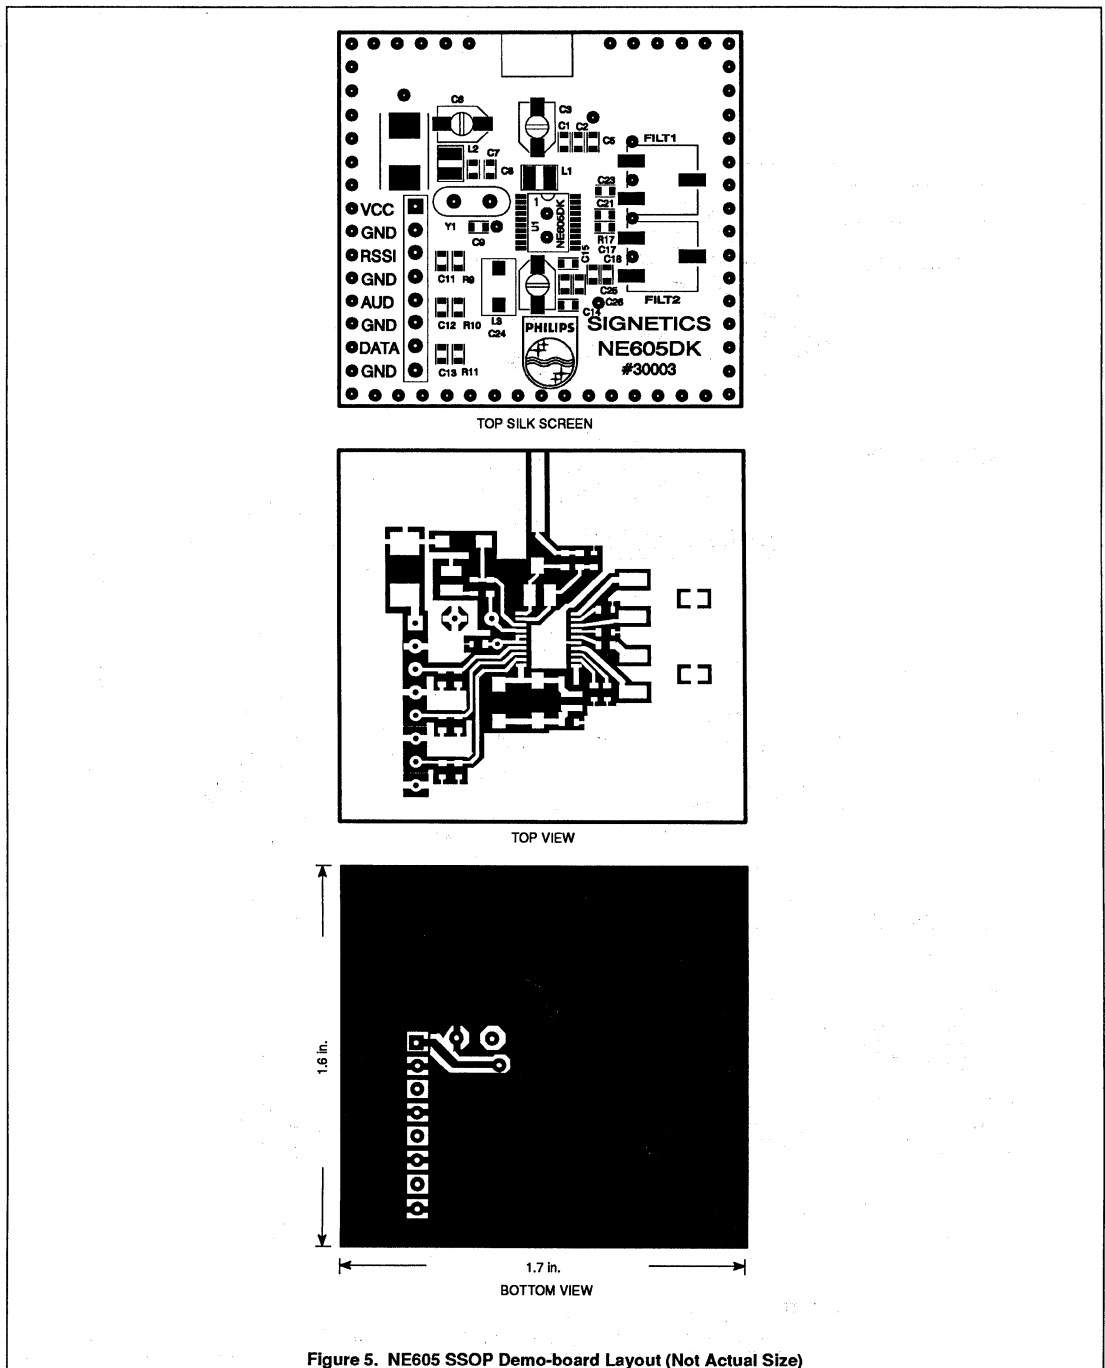 C6
C3
C1 C2
C5
FILT1
L2
C7
C8
L1
C23
C21
VCC
GND
RSSI
GND
AUD
GND
DATA
GND
Y1
C9
1
U1
NE605DK
R17
C17
C18
C15
C11 R9
C25
C26
FILT2
C12 R10
L3
C24
C14
PHILIPS
SIGNETICS
NE605DK
#30003
C13 R11
TOP SILK SCREEN
TOP VIEW
1.6 in.
1.7 in.
BOTTOM VIEW
Figure 5. NE605 SSOP Demo-board Layout (Not Actual Size)